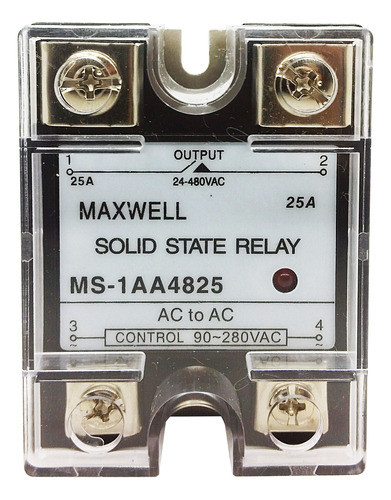 1 OUTPUT 2
25A 24-480VAC
MAXWELL 25A
SOLID STATE RELAY
MS-1AA4825
AC to AC
3 CONTROL 90~280VAC 4
~ ~